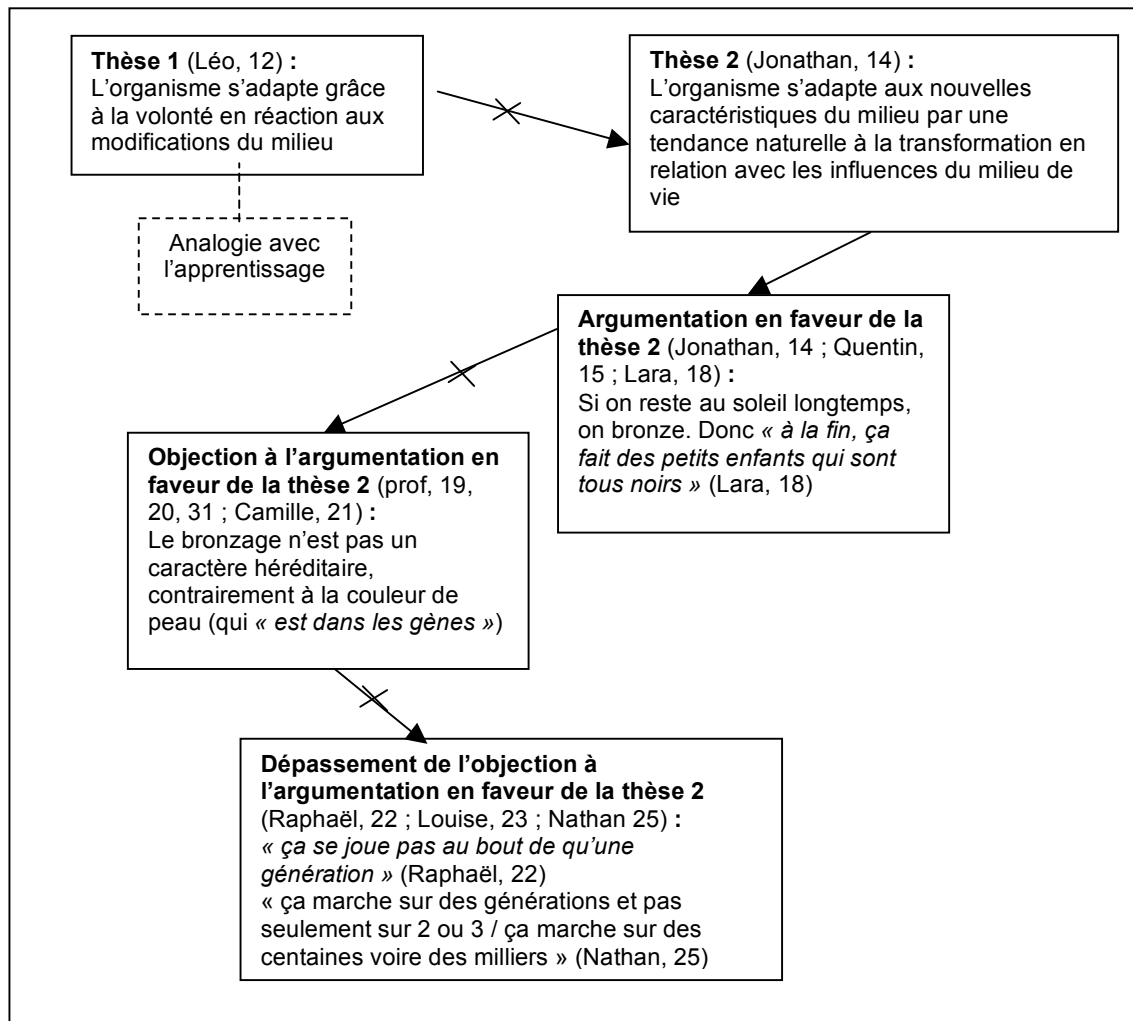 Thèse 1 (Léo, 12) :
L'organisme s'adapte grâce
à la volonté en réaction aux
modifications du milieu
Analogie avec
l'apprentissage
Thèse 2 (Jonathan, 14) :
L'organisme s'adapte aux nouvelles
caractéristiques du milieu par une
tendance naturelle à la transformation en
relation avec les influences du milieu de
vie
Argumentation en faveur de la
thèse 2 (Jonathan, 14 ; Quentin,
15 ; Lara, 18) :
Si on reste au soleil longtemps,
on bronze. Donc « à la fin, ça
fait des petits enfants qui sont
tous noirs » (Lara, 18)
Objection à l'argumentation en
faveur de la thèse 2 (prof, 19,
20, 31 ; Camille, 21) :
Le bronzage n'est pas un
caractère héréditaire,
contrairement à la couleur de
peau (qui « est dans les gènes »)
Dépassement de l'objection à
l'argumentation en faveur de la thèse 2
(Raphaël, 22 ; Louise, 23 ; Nathan 25) :
« ça se joue pas au bout de qu'une
génération » (Raphaël, 22)
« ça marche sur des générations et pas
seulement sur 2 ou 3 / ça marche sur des
centaines voire des milliers » (Nathan, 25)